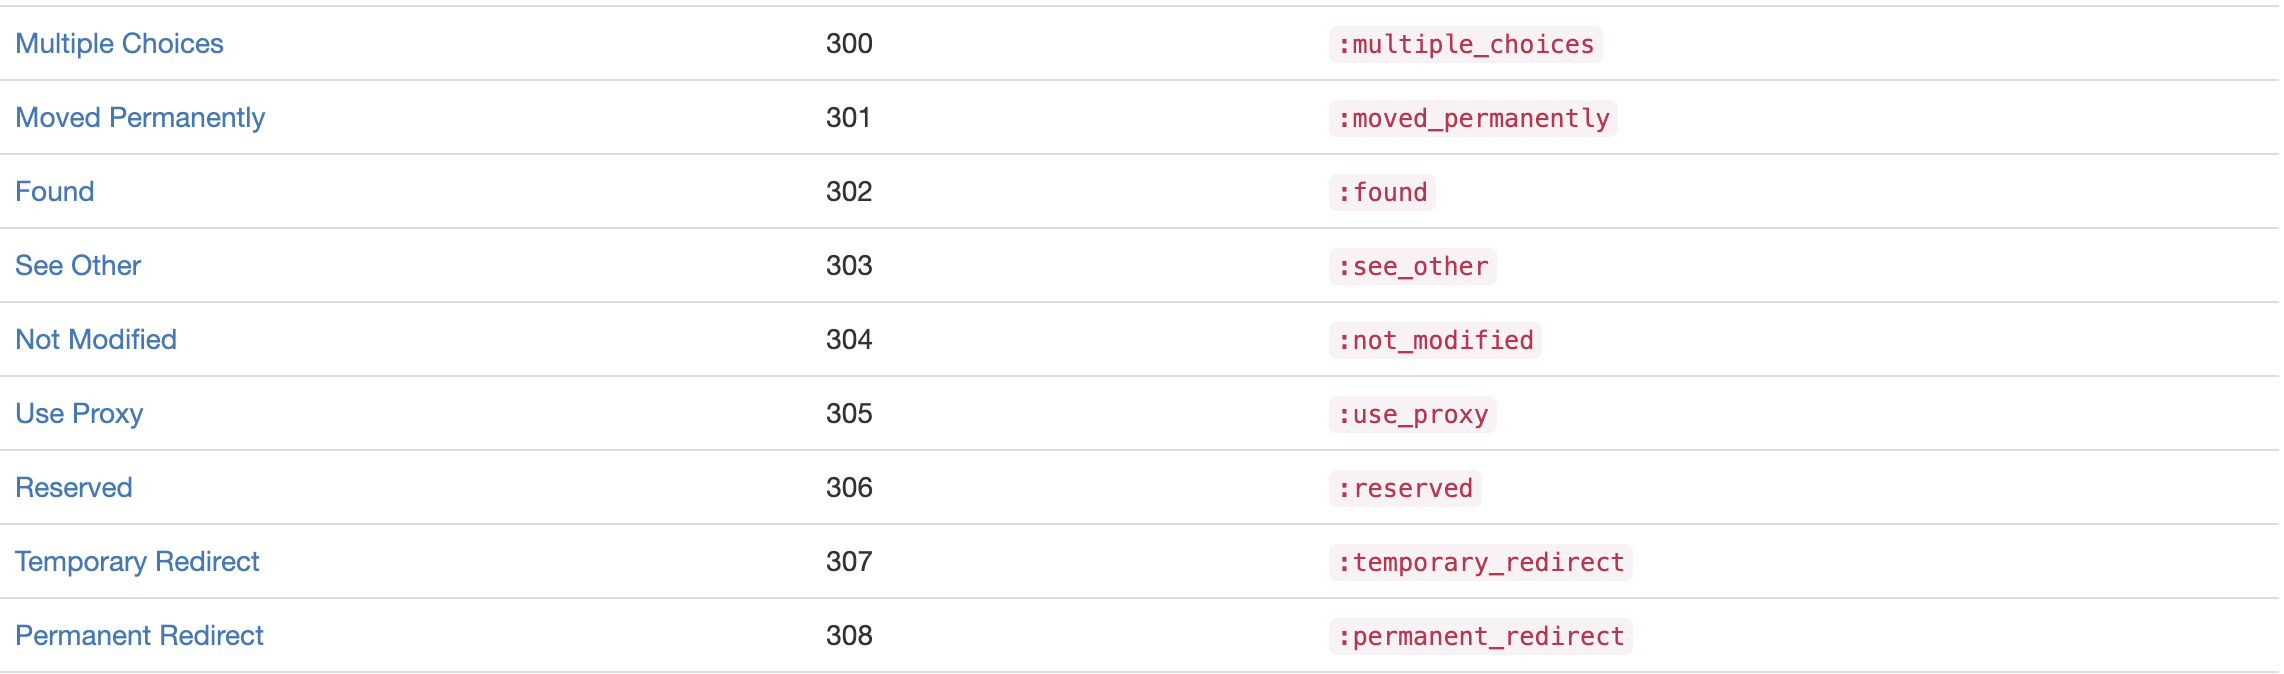 Multiple Choices 300 :multiple_choices
Moved Permanently 301 :moved_permanently
Found 302 :found
See Other 303 :see_other
Not Modified 304 :not_modified
Use Proxy 305 :use_proxy
Reserved 306 :reserved
Temporary Redirect 307 :temporary_redirect
Permanent Redirect 308 :permanent_redirect